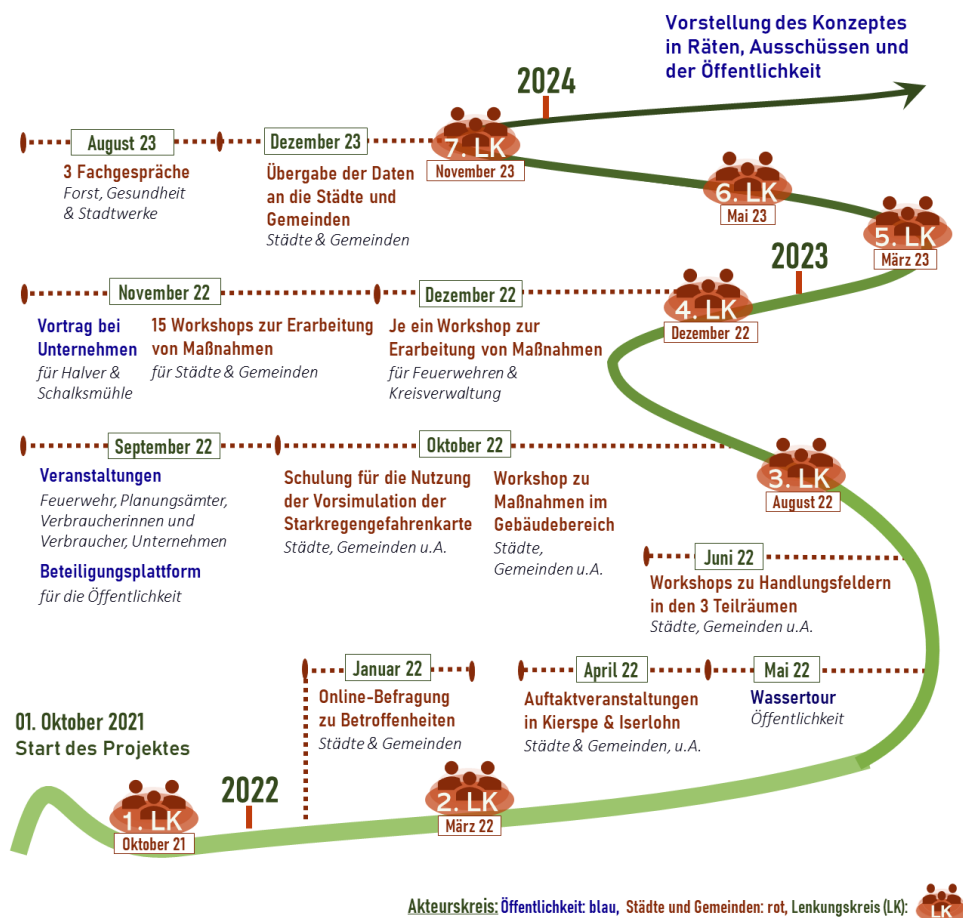 Vorstellung des Konzeptes
in Räten, Ausschüssen und
der Öffentlichkeit
2024
7. LK
November 23
August 23
3 Fachgespräche
Forst, Gesundheit
& Stadtwerke
Dezember 23
Übergabe der Daten
an die Städte und
Gemeinden
Städte & Gemeinden
6. LK
Mai 23
5. LK
März 23
2023
4. LK
Dezember 22
November 22
Vortrag bei
Unternehmen
für Halver &
Schalksmühle
15 Workshops zur Erarbeitung
von Maßnahmen
für Städte & Gemeinden
Dezember 22
Je ein Workshop zur
Erarbeitung von Maßnahmen
für Feuerwehren &
Kreisverwaltung
September 22
Veranstaltungen
Feuerwehr, Planungsämter,
Verbraucherinnen und
Verbraucher, Unternehmen
Beteiligungsplattform
für die Öffentlichkeit
Oktober 22
Schulung für die Nutzung
der Vorsimulation der
Starkregengefahrenkarte
Städte, Gemeinden u.A.
Workshop zu
Maßnahmen im
Gebäudebereich
Städte,
Gemeinden u.A.
3. LK
August 22
Juni 22
Workshops zu Handlungsfeldern
in den 3 Teilräumen
Städte, Gemeinden u.A.
Januar 22
Online-Befragung
zu Betroffenheiten
Städte & Gemeinden
April 22
Auftaktveranstaltungen
in Kierspe & Iserlohn
Städte & Gemeinden, u.A.
Mai 22
Wassertour
Öffentlichkeit
01. Oktober 2021
Start des Projektes
1. LK
Oktober 21
2022
2. LK
März 22
Akteurskreis: Öffentlichkeit: blau, Städte und Gemeinden: rot, Lenkungskreis (LK): LK